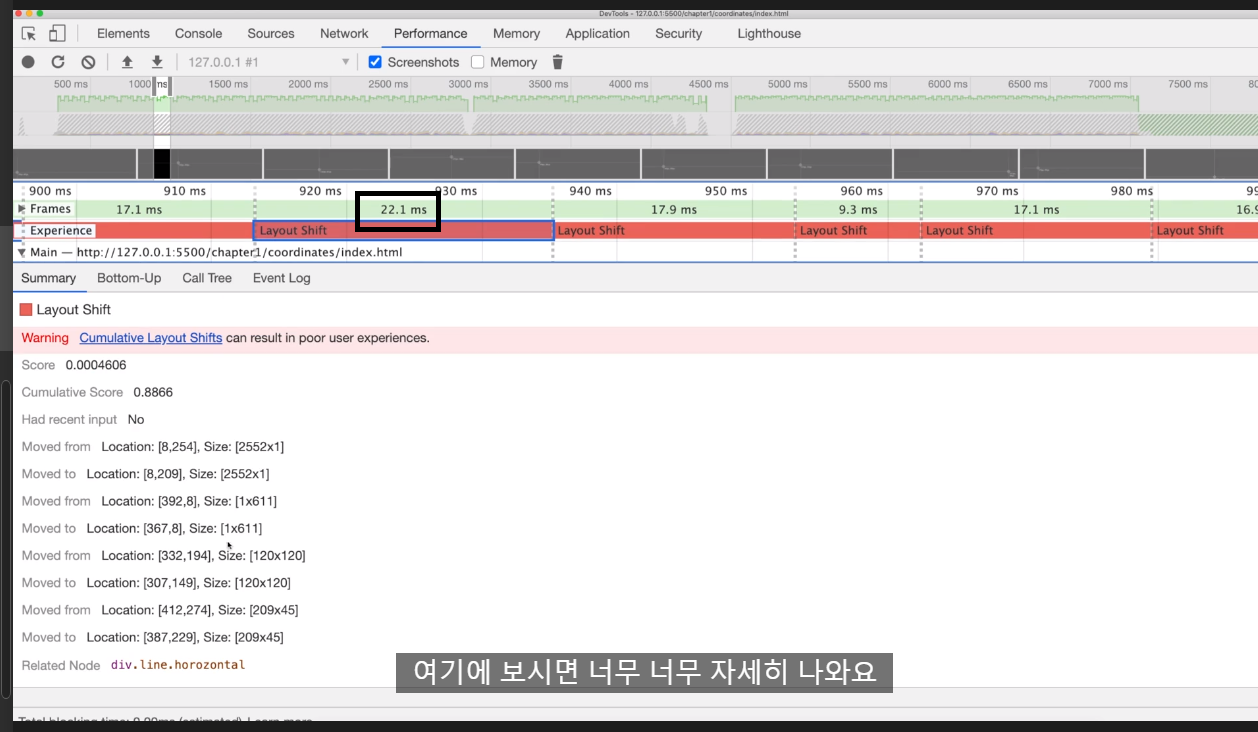 DevTools - 127.0.0.1:5500/chapter1/coordinates/index.html
Elements Console Sources Network Performance Memory Application Security Lighthouse
127.0.0.1 #1 Screenshots Memory
500 ms 1000 ms 1500 ms 2000 ms 2500 ms 3000 ms 3500 ms 4000 ms 4500 ms 5000 ms 5500 ms 6000 ms 6500 ms 7000 ms 7500 ms
900 ms 910 ms 920 ms 930 ms 940 ms 950 ms 960 ms 970 ms 980 ms
Frames 17.1 ms 22.1 ms 17.9 ms 9.3 ms 17.1 ms 16.9
Experience Layout Shift Layout Shift Layout Shift Layout Shift Layout Shift
Main — http://127.0.0.1:5500/chapter1/coordinates/index.html
Summary Bottom-Up Call Tree Event Log
Layout Shift
Warning Cumulative Layout Shifts can result in poor user experiences.
Score 0.0004606
Cumulative Score 0.8866
Had recent input No
Moved from Location: [8,254], Size: [2552x1]
Moved to Location: [8,209], Size: [2552x1]
Moved from Location: [392,8], Size: [1x611]
Moved to Location: [367,8], Size: [1x611]
Moved from Location: [332,194], Size: [120x120]
Moved to Location: [307,149], Size: [120x120]
Moved from Location: [412,274], Size: [209x45]
Moved to Location: [387,229], Size: [209x45]
Related Node div.line.horozontal
여기에 보시면 너무 너무 자세히 나와요
Total blocking time: 0.00ms (estimated) Learn more